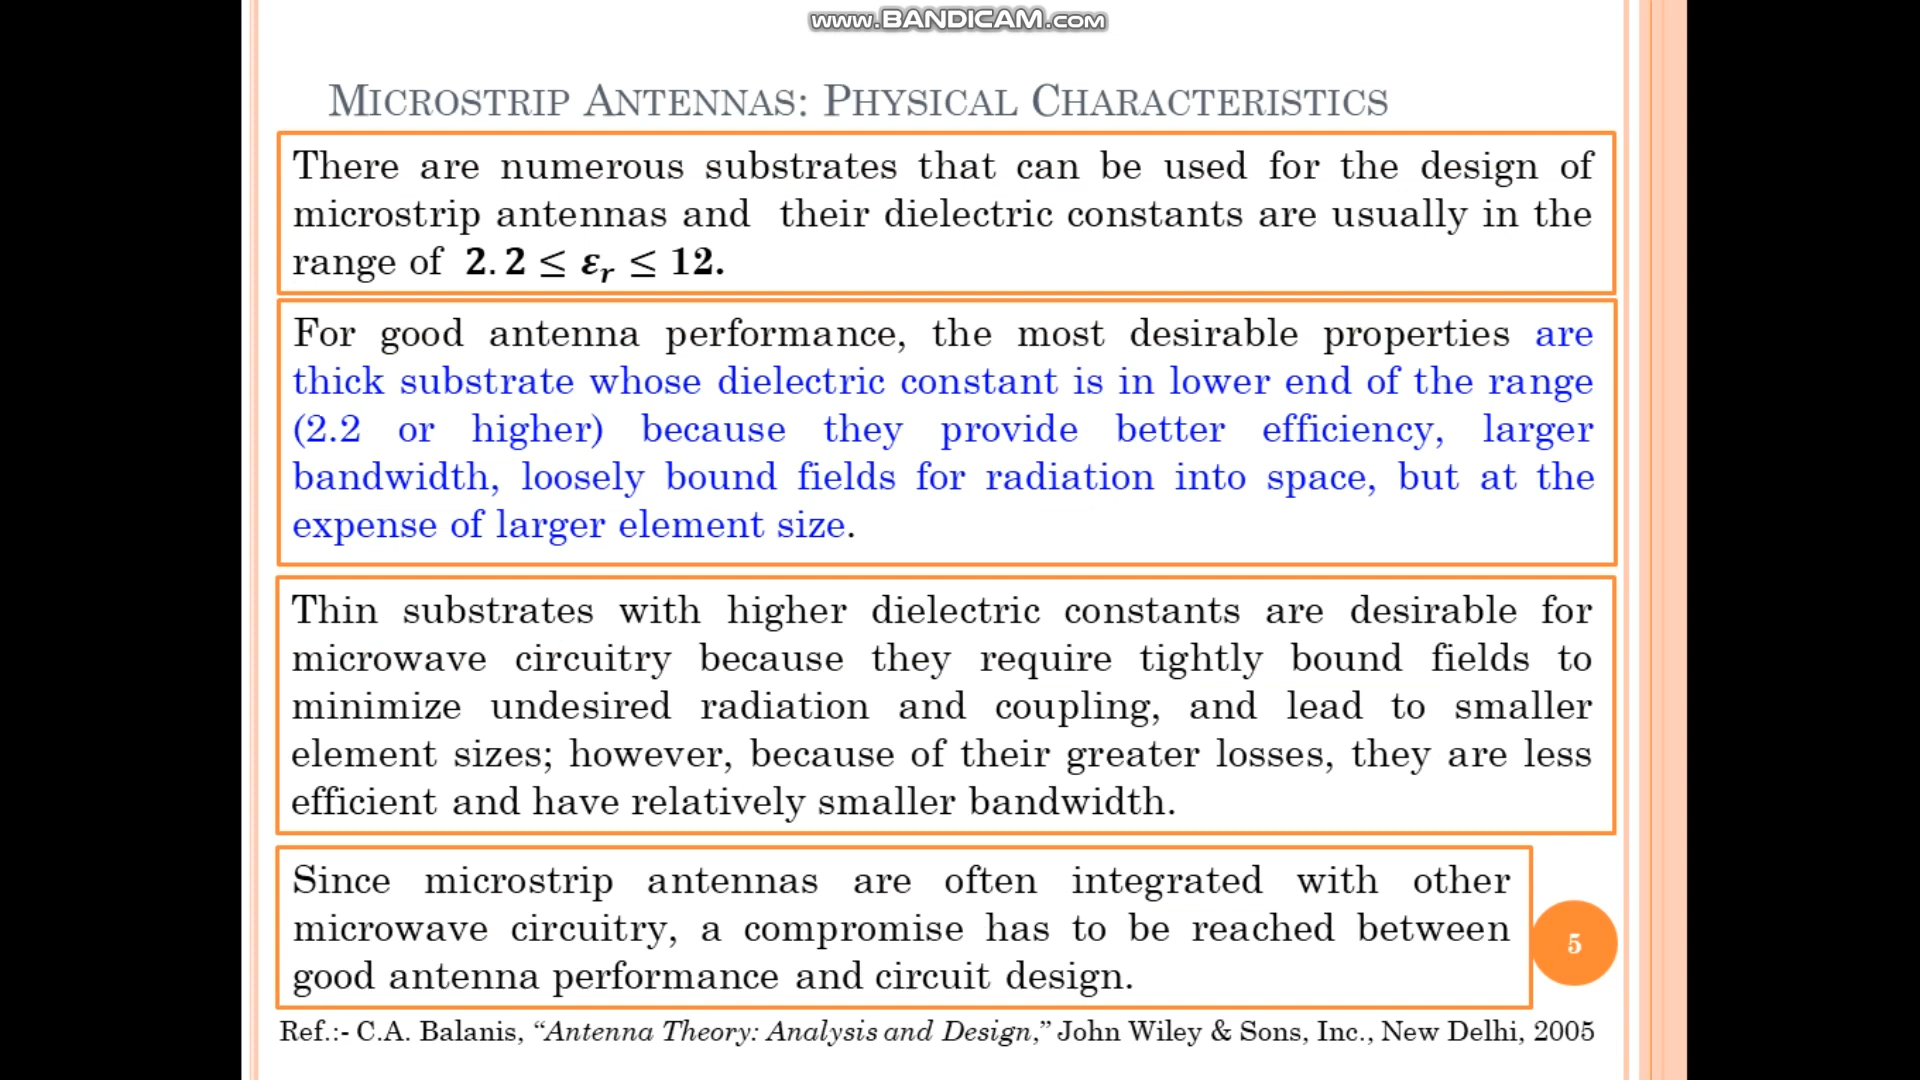 www.BANDICAM.com
Microstrip Antennas: Physical Characteristics
There are numerous substrates that can be used for the design of
microstrip antennas and their dielectric constants are usually in the
range of 2.2 ≤ εr ≤ 12.
For good antenna performance, the most desirable properties are
thick substrate whose dielectric constant is in lower end of the range
(2.2 or higher) because they provide better efficiency, larger
bandwidth, loosely bound fields for radiation into space, but at the
expense of larger element size.
Thin substrates with higher dielectric constants are desirable for
microwave circuitry because they require tightly bound fields to
minimize undesired radiation and coupling, and lead to smaller
element sizes; however, because of their greater losses, they are less
efficient and have relatively smaller bandwidth.
Since microstrip antennas are often integrated with other
microwave circuitry, a compromise has to be reached between
good antenna performance and circuit design.
5
Ref.:- C.A. Balanis, “Antenna Theory: Analysis and Design,” John Wiley & Sons, Inc., New Delhi, 2005